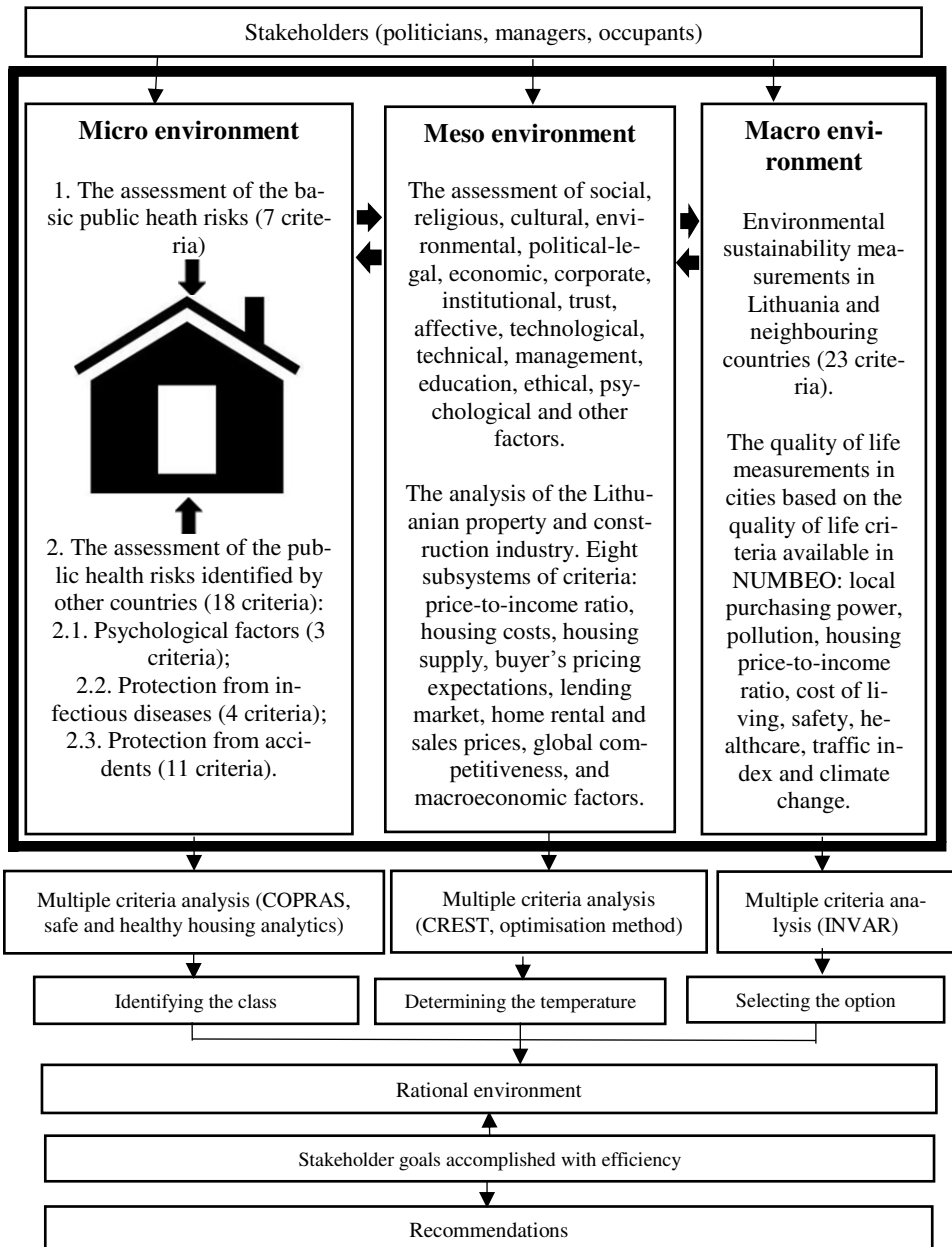 Stakeholders (politicians, managers, occupants)
Micro environment
1. The assessment of the ba-
sic public heath risks (7 crite-
ria)
2. The assessment of the pub-
lic health risks identified by
other countries (18 criteria):
2.1. Psychological factors (3
criteria);
2.2. Protection from in-
fectious diseases (4 criteria);
2.3. Protection from acci-
dents (11 criteria).
Meso environment
The assessment of social,
religious, cultural, envi-
ronmental, political-le-
gal, economic, corporate,
institutional, trust,
affective, technological,
technical, management,
education, ethical, psy-
chological and other
factors.
The analysis of the Lithu-
anian property and const-
ruction industry. Eight
subsystems of criteria:
price-to-income ratio,
housing costs, housing
supply, buyer’s pricing
expectations, lending
market, home rental and
sales prices, global com-
petitiveness, and
macroeconomic factors.
Macro envi-
ronment
Environmental
sustainability mea-
surements in
Lithuania and
neighbouring
countries (23 crite-
ria).
The quality of life
measurements in
cities based on the
quality of life cri-
teria available in
NUMBEO: local
purchasing power,
pollution, housing
price-to-income
ratio, cost of li-
ving, safety, he-
althcare, traffic in-
dex and climate
change.
Multiple criteria analysis (COPRAS,
safe and healthy housing analytics)
Multiple criteria analysis
(CREST, optimisation method)
Multiple criteria ana-
lysis (INVAR)
Identifying the class
Determining the temperature
Selecting the option
Rational environment
Stakeholder goals accomplished with efficiency
Recommendations